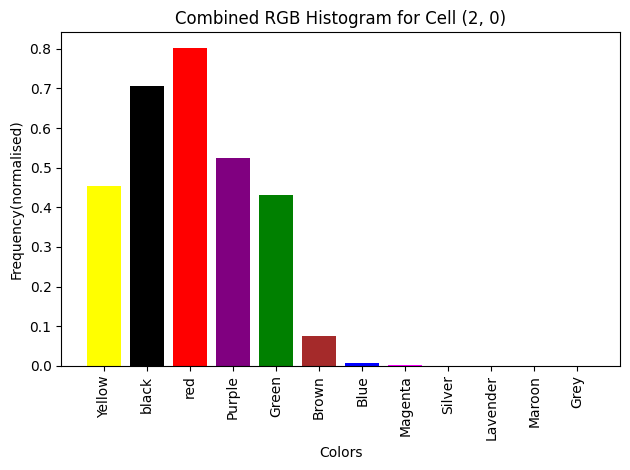 Combined RGB Histogram for Cell (2, 0)
Frequency(normalised)
0.8
0.7
0.6
0.5
0.4
0.3
0.2
0.1
0.0
Yellow
black
red
Purple
Green
Brown
Blue
Magenta
Silver
Lavender
Maroon
Grey
Colors